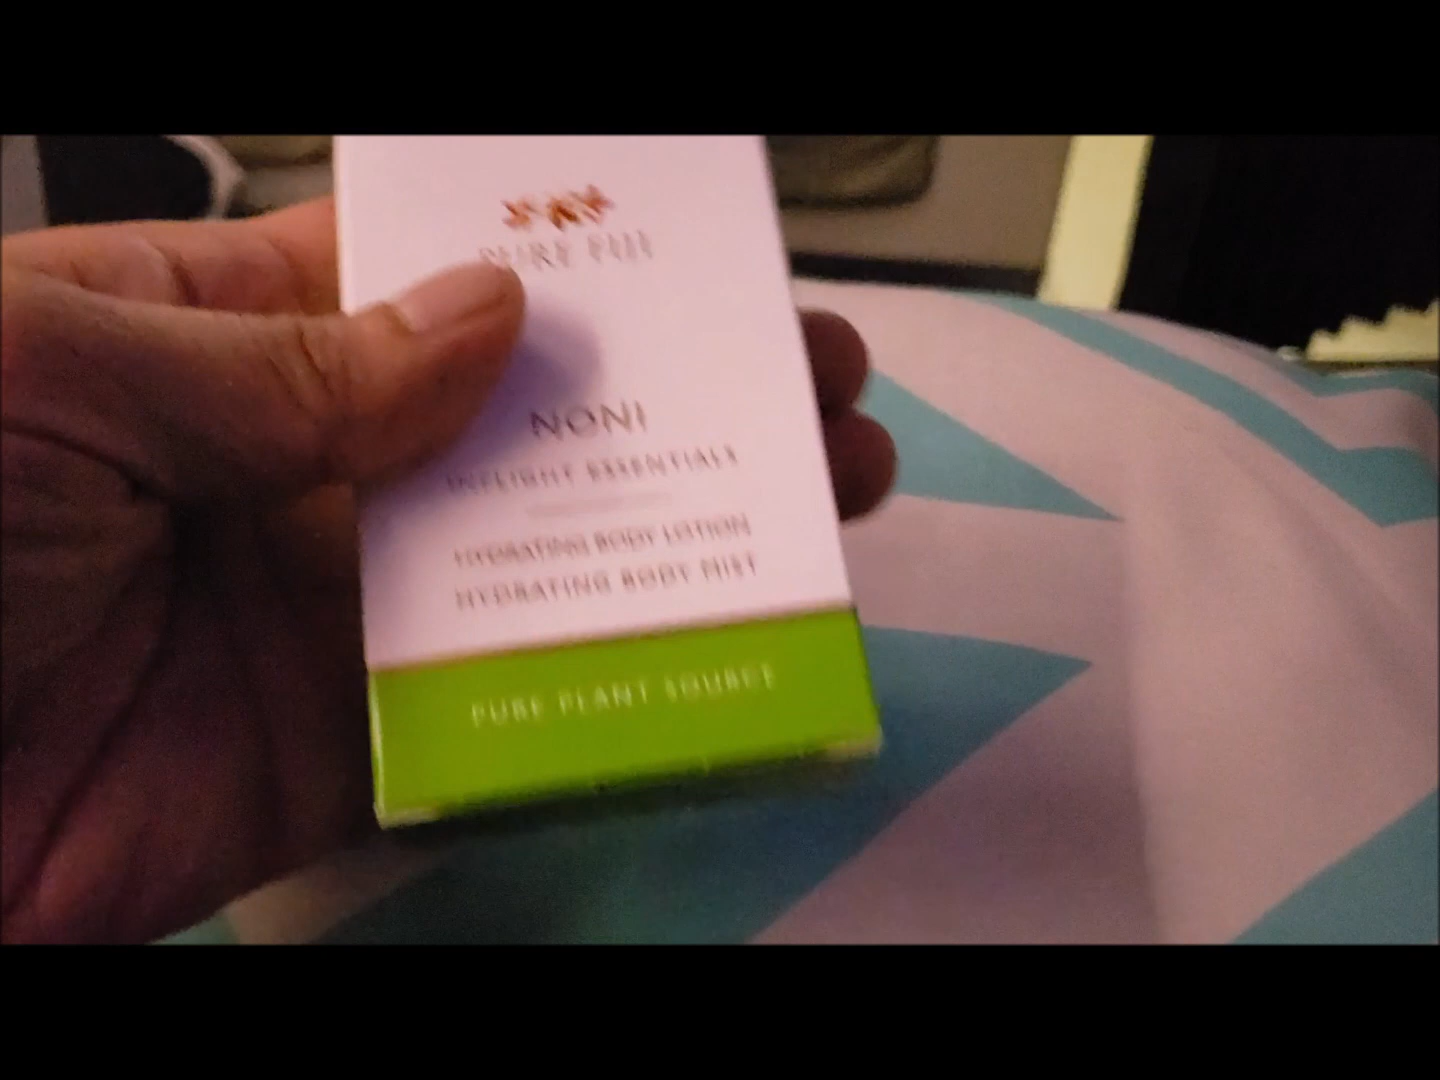 PURE FIJI
NONI
INFLIGHT ESSENTIALS
HYDRATING BODY LOTION
HYDRATING BODY MIST
PURE PLANT SOURCE